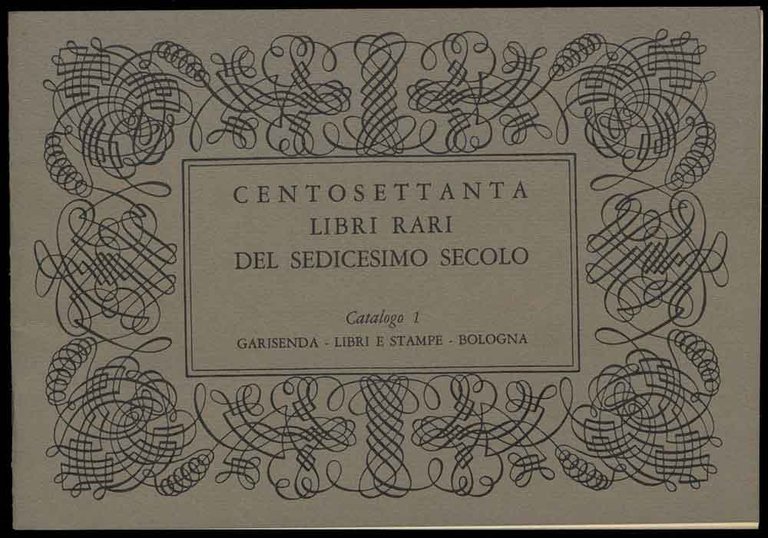 CENTOSETTANTA
LIBRI RARI
DEL SEDICESIMO SECOLO
Catalogo 1
GARISENDA - LIBRI E STAMPE - BOLOGNA